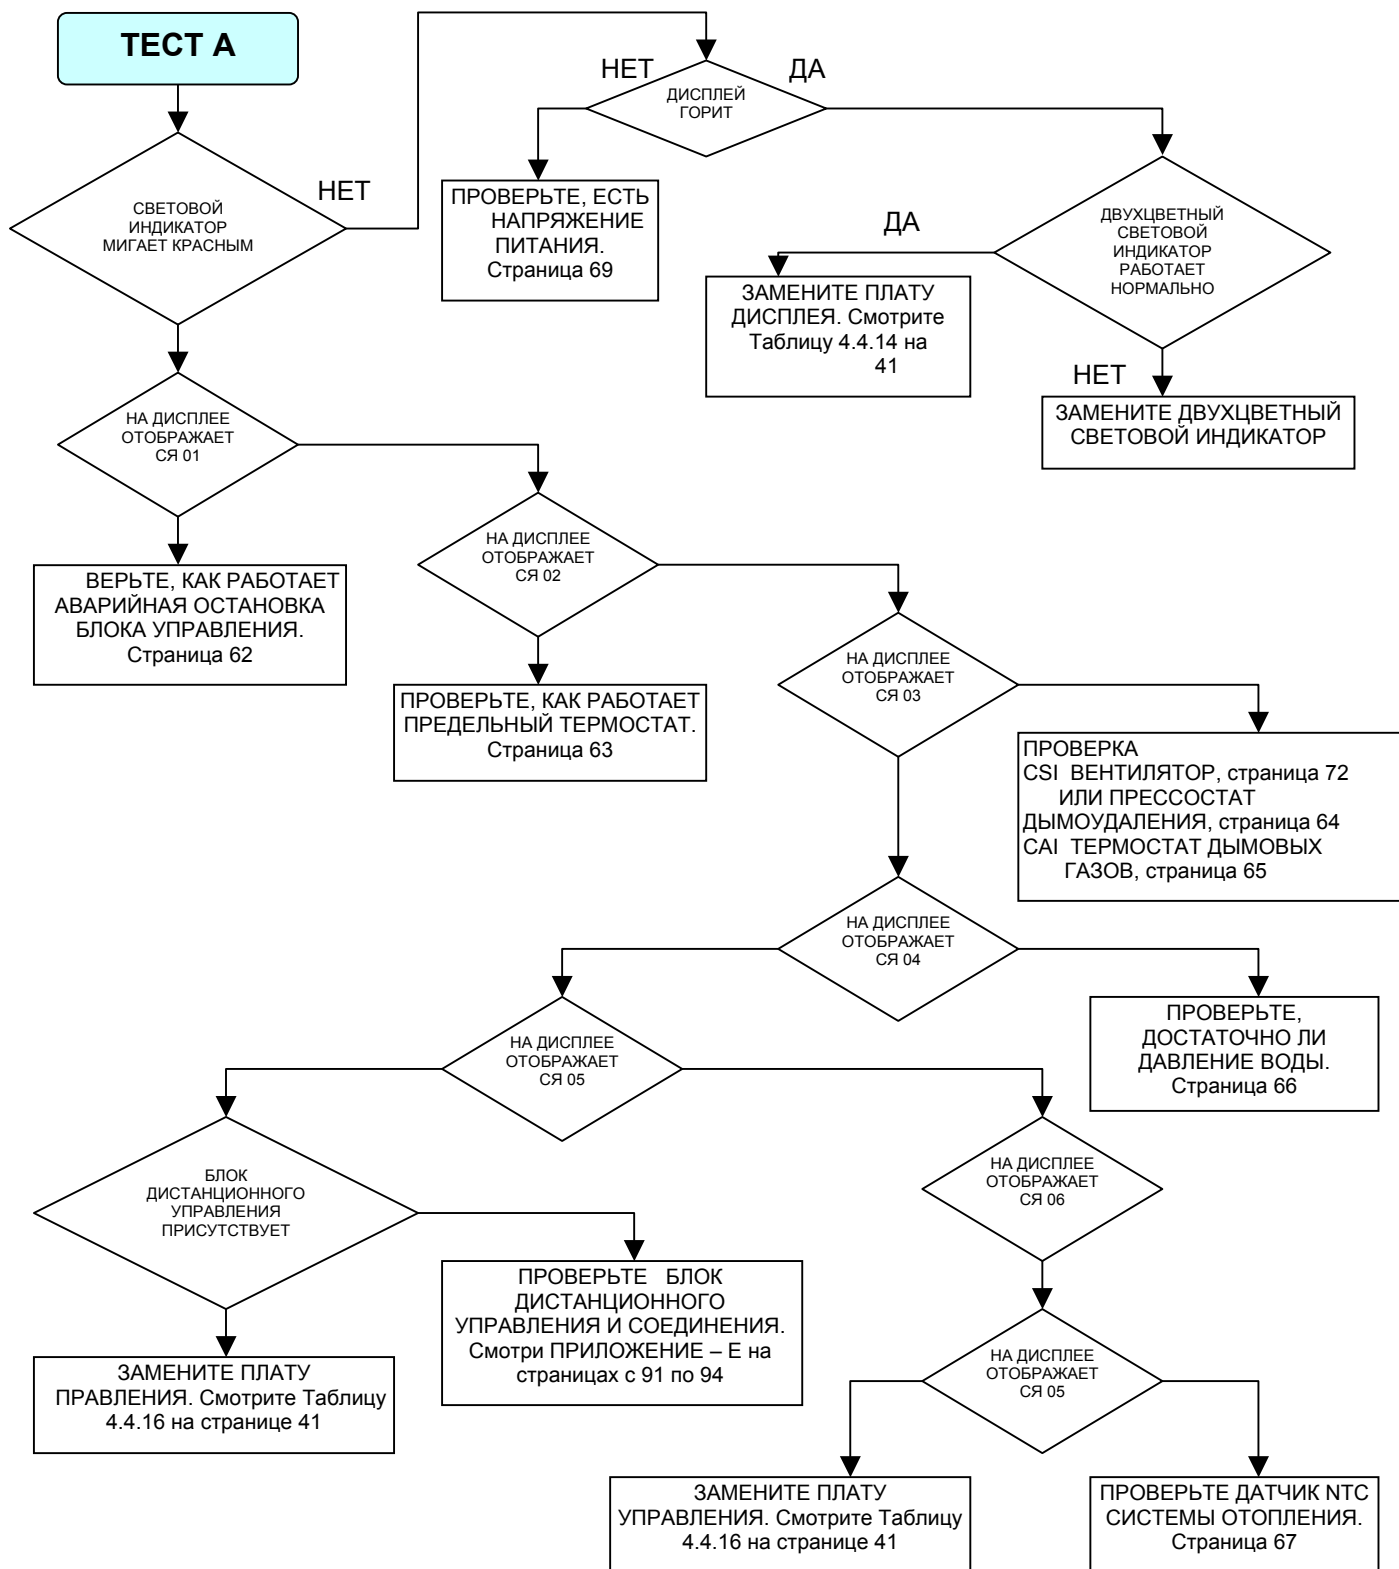 ТЕСТ А
НЕТ
ДА
ДИСПЛЕЙ
ГОРИТ
НЕТ
СВЕТОВОЙ
ИНДИКАТОР
МИГАЕТ КРАСНЫМ
ПРОВЕРЬТЕ, ЕСТЬ
НАПРЯЖЕНИЕ
ПИТАНИЯ.
Страница 69
ДА
ДВУХЦВЕТНЫЙ
СВЕТОВОЙ
ИНДИКАТОР
РАБОТАЕТ
НОРМАЛЬНО
ЗАМЕНИТЕ ПЛАТУ
ДИСПЛЕЯ. Смотрите
Таблицу 4.4.14 на
41
НЕТ
ЗАМЕНИТЕ ДВУХЦВЕТНЫЙ
СВЕТОВОЙ ИНДИКАТОР
НА ДИСПЛЕЕ
ОТОБРАЖАЕТ
СЯ 01
НА ДИСПЛЕЕ
ОТОБРАЖАЕТ
СЯ 02
ВЕРЬТЕ, КАК РАБОТАЕТ
АВАРИЙНАЯ ОСТАНОВКА
БЛОКА УПРАВЛЕНИЯ.
Страница 62
НА ДИСПЛЕЕ
ОТОБРАЖАЕТ
СЯ 03
ПРОВЕРЬТЕ, КАК РАБОТАЕТ
ПРЕДЕЛЬНЫЙ ТЕРМОСТАТ.
Страница 63
ПРОВЕРКА
CSI ВЕНТИЛЯТОР, страница 72
ИЛИ ПРЕССОСТАТ
ДЫМОУДАЛЕНИЯ, страница 64
CAI ТЕРМОСТАТ ДЫМОВЫХ
ГАЗОВ, страница 65
НА ДИСПЛЕЕ
ОТОБРАЖАЕТ
СЯ 04
ПРОВЕРЬТЕ,
ДОСТАТОЧНО ЛИ
ДАВЛЕНИЕ ВОДЫ.
Страница 66
НА ДИСПЛЕЕ
ОТОБРАЖАЕТ
СЯ 05
БЛОК
ДИСТАНЦИОННОГО
УПРАВЛЕНИЯ
ПРИСУТСТВУЕТ
НА ДИСПЛЕЕ
ОТОБРАЖАЕТ
СЯ 06
ПРОВЕРЬТЕ БЛОК
ДИСТАНЦИОННОГО
УПРАВЛЕНИЯ И СОЕДИНЕНИЯ.
Смотри ПРИЛОЖЕНИЕ – Е на
страницах с 91 по 94
ЗАМЕНИТЕ ПЛАТУ
ПРАВЛЕНИЯ. Смотрите Таблицу
4.4.16 на странице 41
НА ДИСПЛЕЕ
ОТОБРАЖАЕТ
СЯ 05
ЗАМЕНИТЕ ПЛАТУ
УПРАВЛЕНИЯ. Смотрите Таблицу
4.4.16 на странице 41
ПРОВЕРЬТЕ ДАТЧИК NTC
СИСТЕМЫ ОТОПЛЕНИЯ.
Страница 67